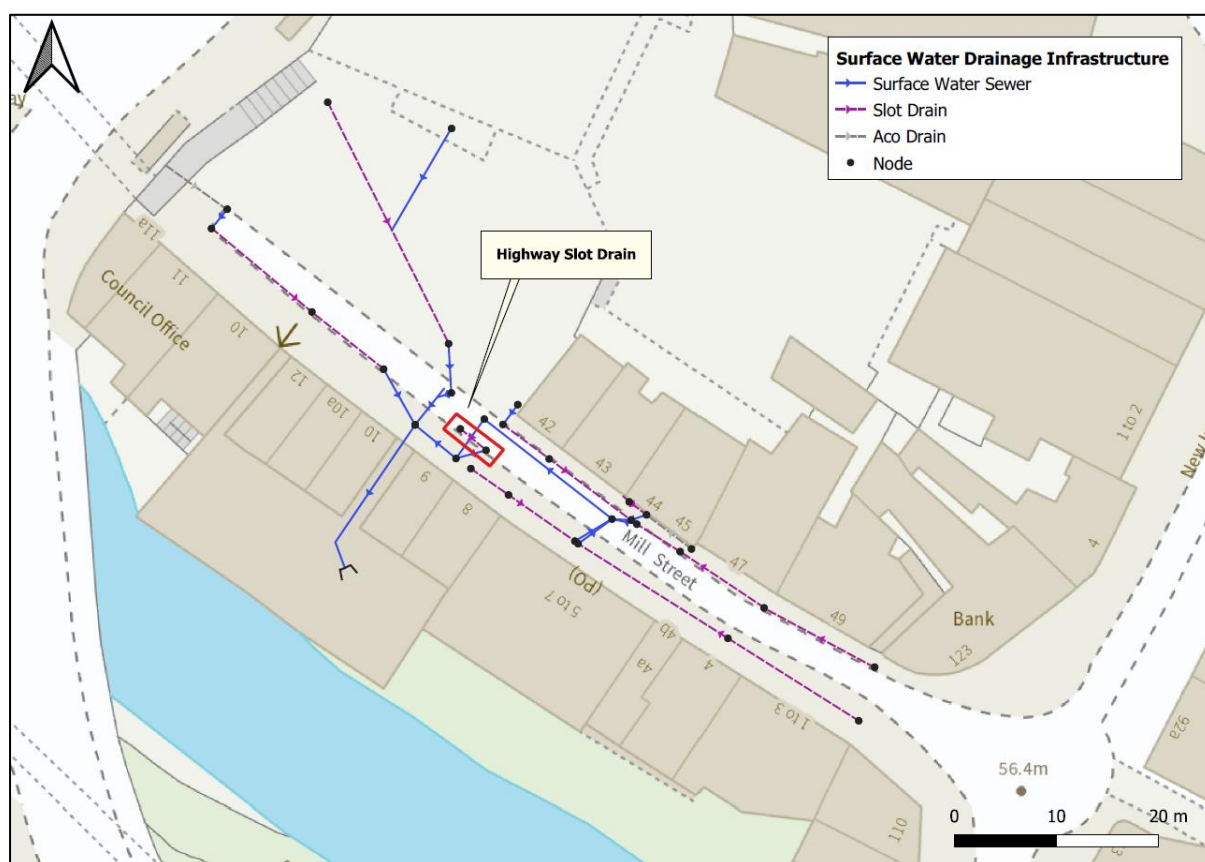 Surface Water Drainage Infrastructure
Surface Water Sewer
Slot Drain
Aco Drain
Node
ay
11a
11
Council Office
10
Highway Slot Drain
12
10a
10
9
8
42
43
44
45
47
49
Mill Street
(PO)
5 to 7
4b
4a
4
1 to 3
Bank
123
4
1 to 2
92a
56.4m
110
0 10 20 m